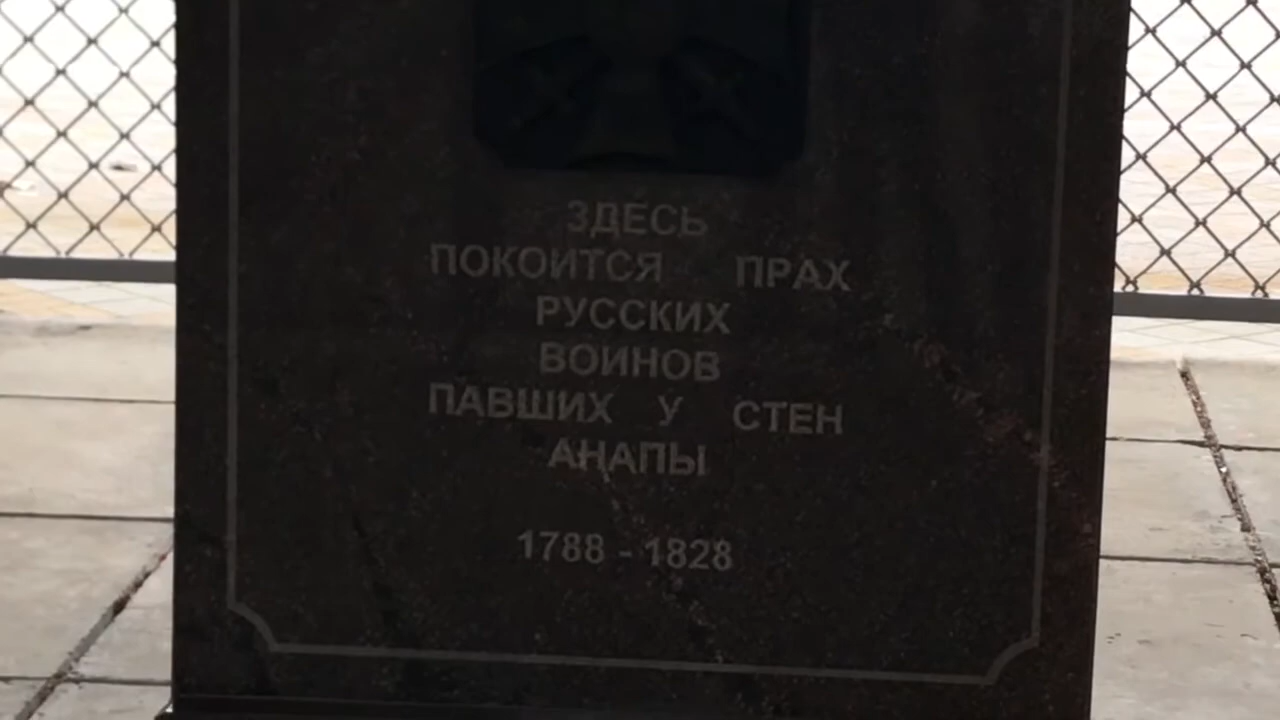 ЗДЕСЬ
ПОКОИТСЯ ПРАХ
РУССКИХ
ВОИНОВ
ПАВШИХ У СТЕН
АНАПЫ
1788 - 1828